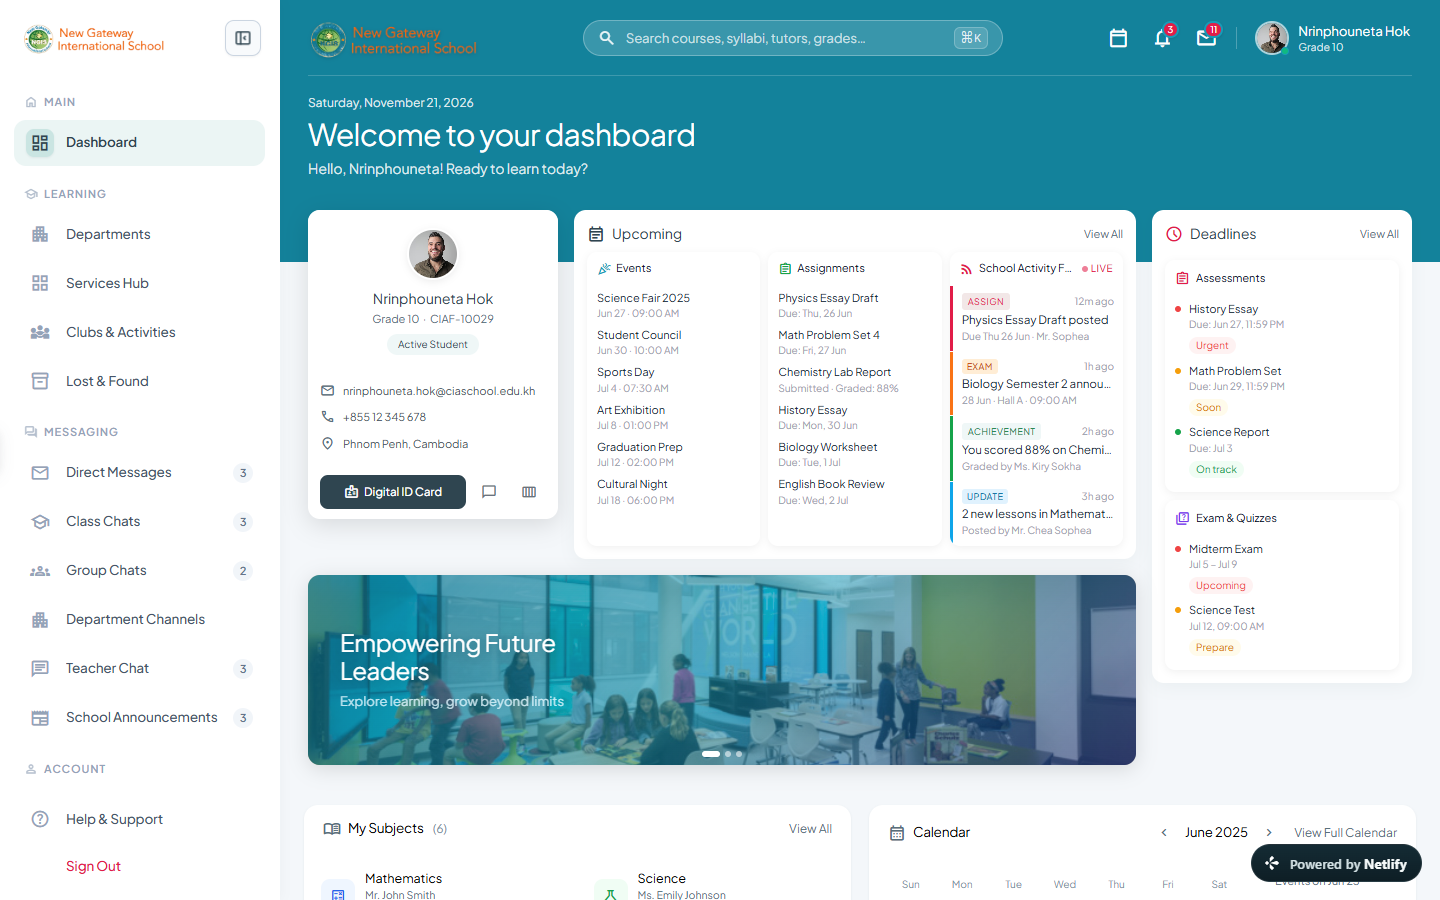 New Gateway
International School
MAIN
Dashboard
LEARNING
Departments
Services Hub
Clubs & Activities
Lost & Found
MESSAGING
Direct Messages 3
Class Chats 3
Group Chats 2
Department Channels
Teacher Chat 3
School Announcements 3
ACCOUNT
Help & Support
Sign Out
New Gateway
International School
Search courses, syllabi, tutors, grades...
⌘K
3
11
Nrinphouneta Hok
Grade 10
Saturday, November 21, 2026
Welcome to your dashboard
Hello, Nrinphouneta! Ready to learn today?
Nrinphouneta Hok
Grade 10 · CIAF-10029
Active Student
nrinphouneta.hok@ciaschool.edu.kh
+855 12 345 678
Phnom Penh, Cambodia
Digital ID Card
Upcoming
View All
Events
Science Fair 2025
Jun 27 · 09:00 AM
Student Council
Jun 30 · 10:00 AM
Sports Day
Jul 4 · 07:30 AM
Art Exhibition
Jul 8 · 01:00 PM
Graduation Prep
Jul 12 · 02:00 PM
Cultural Night
Jul 18 · 06:00 PM
Assignments
Physics Essay Draft
Due: Thu, 26 Jun
Math Problem Set 4
Due: Fri, 27 Jun
Chemistry Lab Report
Submitted · Graded: 88%
History Essay
Due: Mon, 30 Jun
Biology Worksheet
Due: Tue, 1 Jul
English Book Review
Due: Wed, 2 Jul
School Activity F... LIVE
ASSIGN 12m ago
Physics Essay Draft posted
Due Thu 26 Jun · Mr. Sophea
EXAM 1h ago
Biology Semester 2 annou...
28 Jun · Hall A · 09:00 AM
ACHIEVEMENT 2h ago
You scored 88% on Chemi...
Graded by Ms. Kiry Sokha
UPDATE 3h ago
2 new lessons in Mathemat...
Posted by Mr. Chea Sophea
Deadlines
View All
Assessments
History Essay
Due: Jun 27, 11:59 PM
Urgent
Math Problem Set
Due: Jun 29, 11:59 PM
Soon
Science Report
Due: Jul 3
On track
Exam & Quizzes
Midterm Exam
Jul 5 – Jul 9
Upcoming
Science Test
Jul 12, 09:00 AM
Prepare
Empowering Future
Leaders
Explore learning, grow beyond limits
My Subjects (6)
View All
Mathematics
Mr. John Smith
Science
Ms. Emily Johnson
Calendar
June 2025
View Full Calendar
Sun Mon Tue Wed Thu Fri Sat
Powered by Netlify